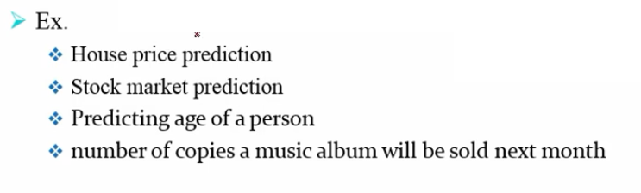 Ex.
House price prediction
Stock market prediction
Predicting age of a person
number of copies a music album will be sold next month